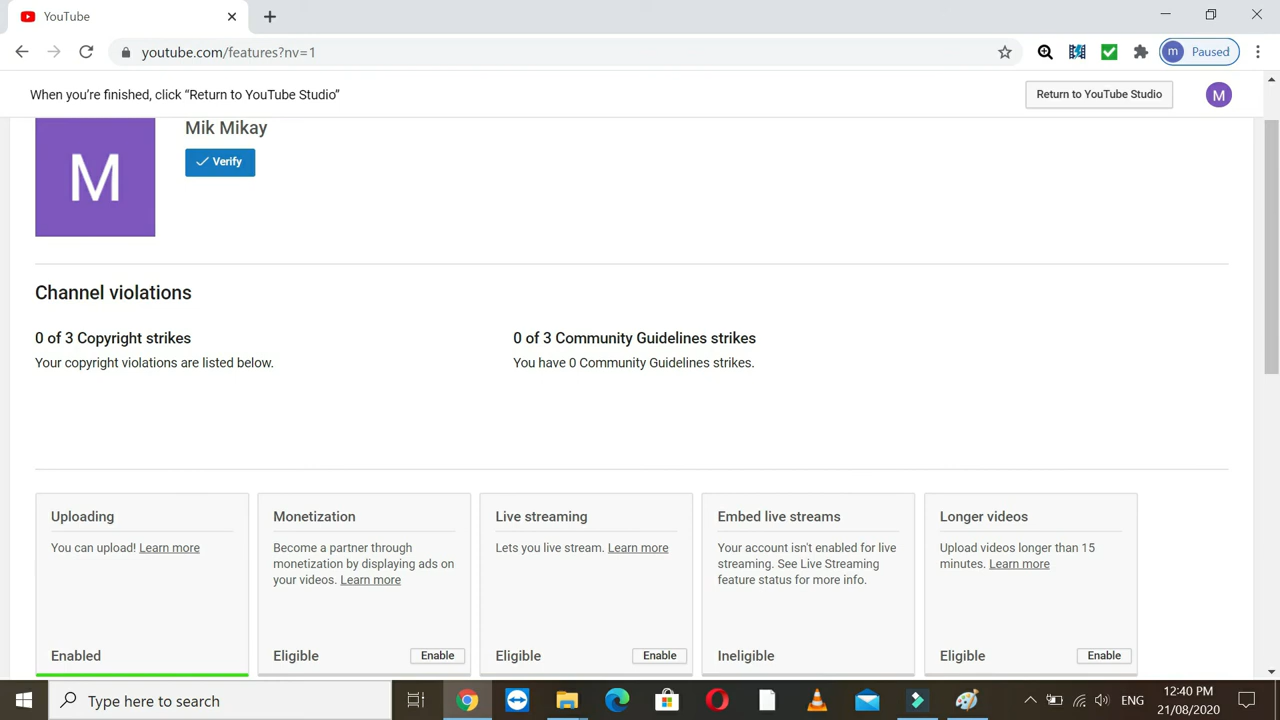 YouTube
youtube.com/features?nv=1
m Paused
When you're finished, click “Return to YouTube Studio”
Return to YouTube Studio
M
M
Mik Mikay
Verify
Channel violations
0 of 3 Copyright strikes
Your copyright violations are listed below.
0 of 3 Community Guidelines strikes
You have 0 Community Guidelines strikes.
Uploading
You can upload! Learn more
Enabled
Monetization
Become a partner through
monetization by displaying ads on
your videos. Learn more
Eligible
Enable
Live streaming
Lets you live stream. Learn more
Eligible
Enable
Embed live streams
Your account isn't enabled for live
streaming. See Live Streaming
feature status for more info.
Ineligible
Longer videos
Upload videos longer than 15
minutes. Learn more
Eligible
Enable
Type here to search
ENG
12:40 PM
21/08/2020